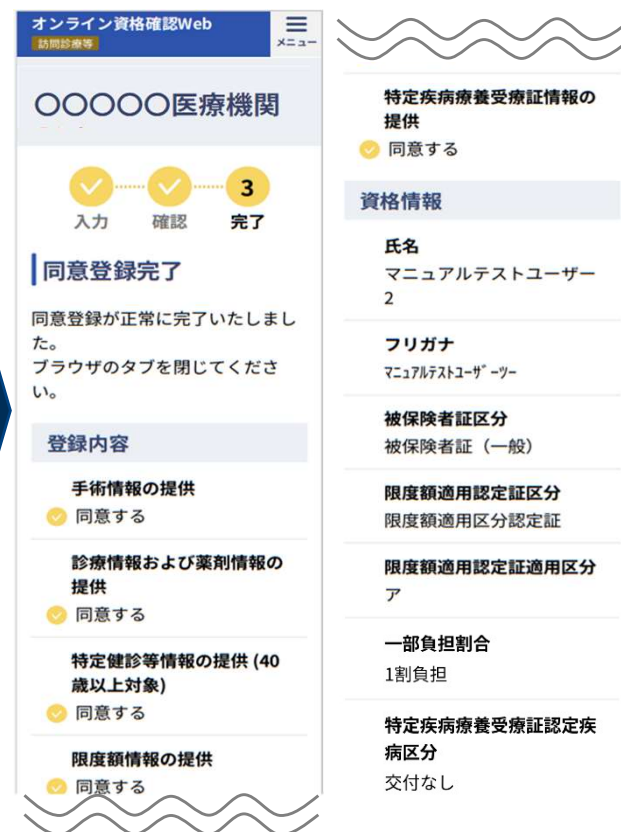 オンライン資格確認Web
訪問診療等
メニュー
〇〇〇〇〇医療機関
3
入力
確認
完了
同意登録完了
同意登録が正常に完了いたしまし
た。
ブラウザのタブを閉じてくださ
い。
登録内容
手術情報の提供
同意する
診療情報および薬剤情報の
提供
同意する
特定健診等情報の提供 (40
歳以上対象)
同意する
限度額情報の提供
同意する
特定疾病療養受療証情報の
提供
同意する
資格情報
氏名
マニュアルテストユーザー
2
フリガナ
マニュアルテストユーザーツー
被保険者証区分
被保険者証（一般）
限度額適用認定証区分
限度額適用区分認定証
限度額適用認定証適用区分
ア
一部負担割合
1割負担
特定疾病療養受療証認定疾
病区分
交付なし